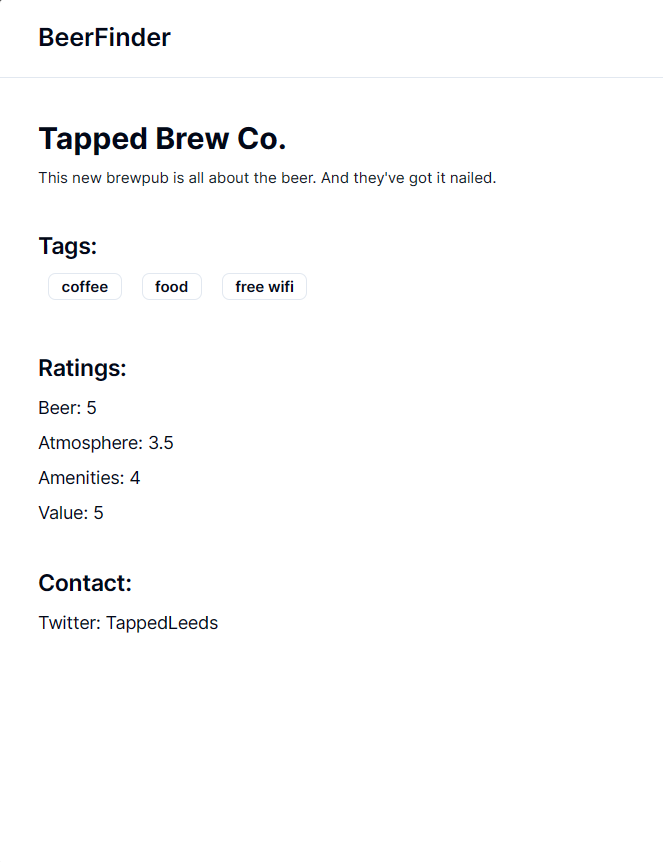 BeerFinder
Tapped Brew Co.
This new brewpub is all about the beer. And they've got it nailed.
Tags:
coffee food free wifi
Ratings:
Beer: 5
Atmosphere: 3.5
Amenities: 4
Value: 5
Contact:
Twitter: TappedLeeds